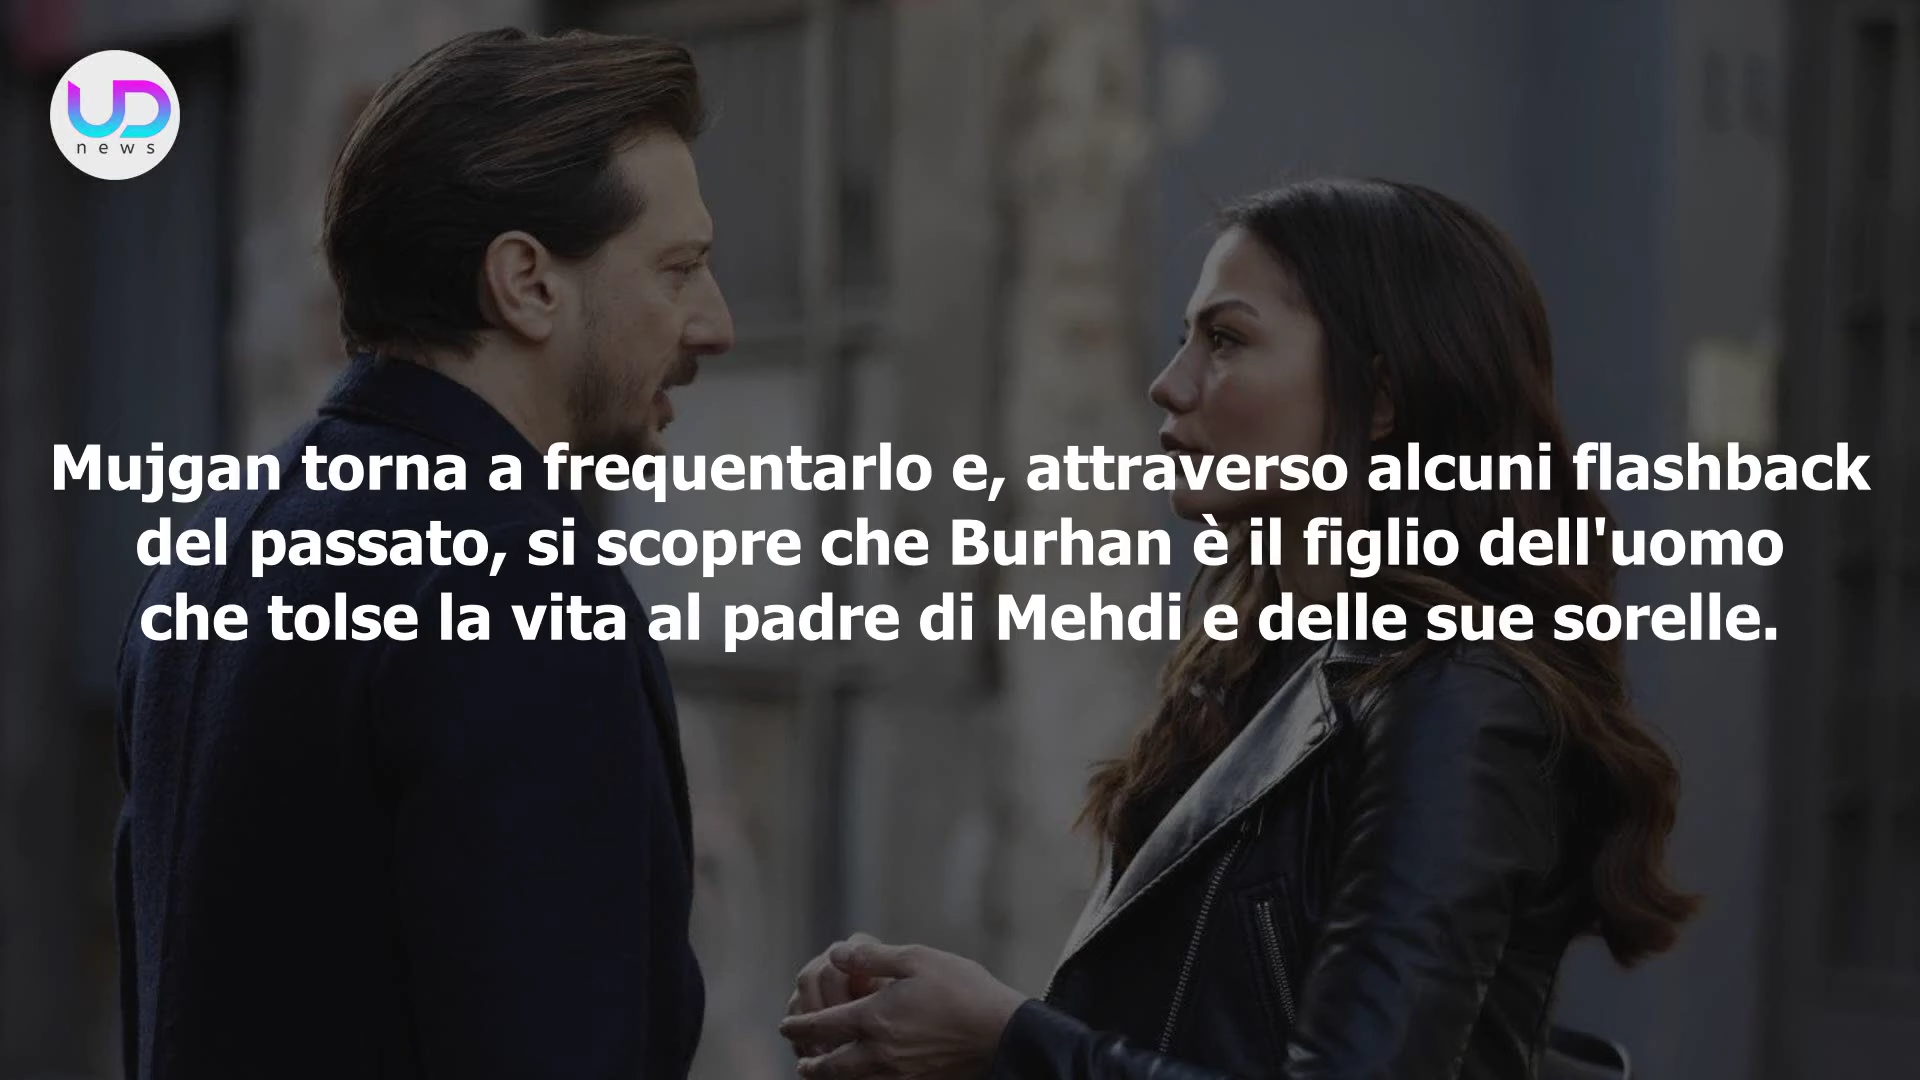 UD
news
Mujgan torna a frequentarlo e, attraverso alcuni flashback
del passato, si scopre che Burhan è il figlio dell'uomo
che tolse la vita al padre di Mehdi e delle sue sorelle.